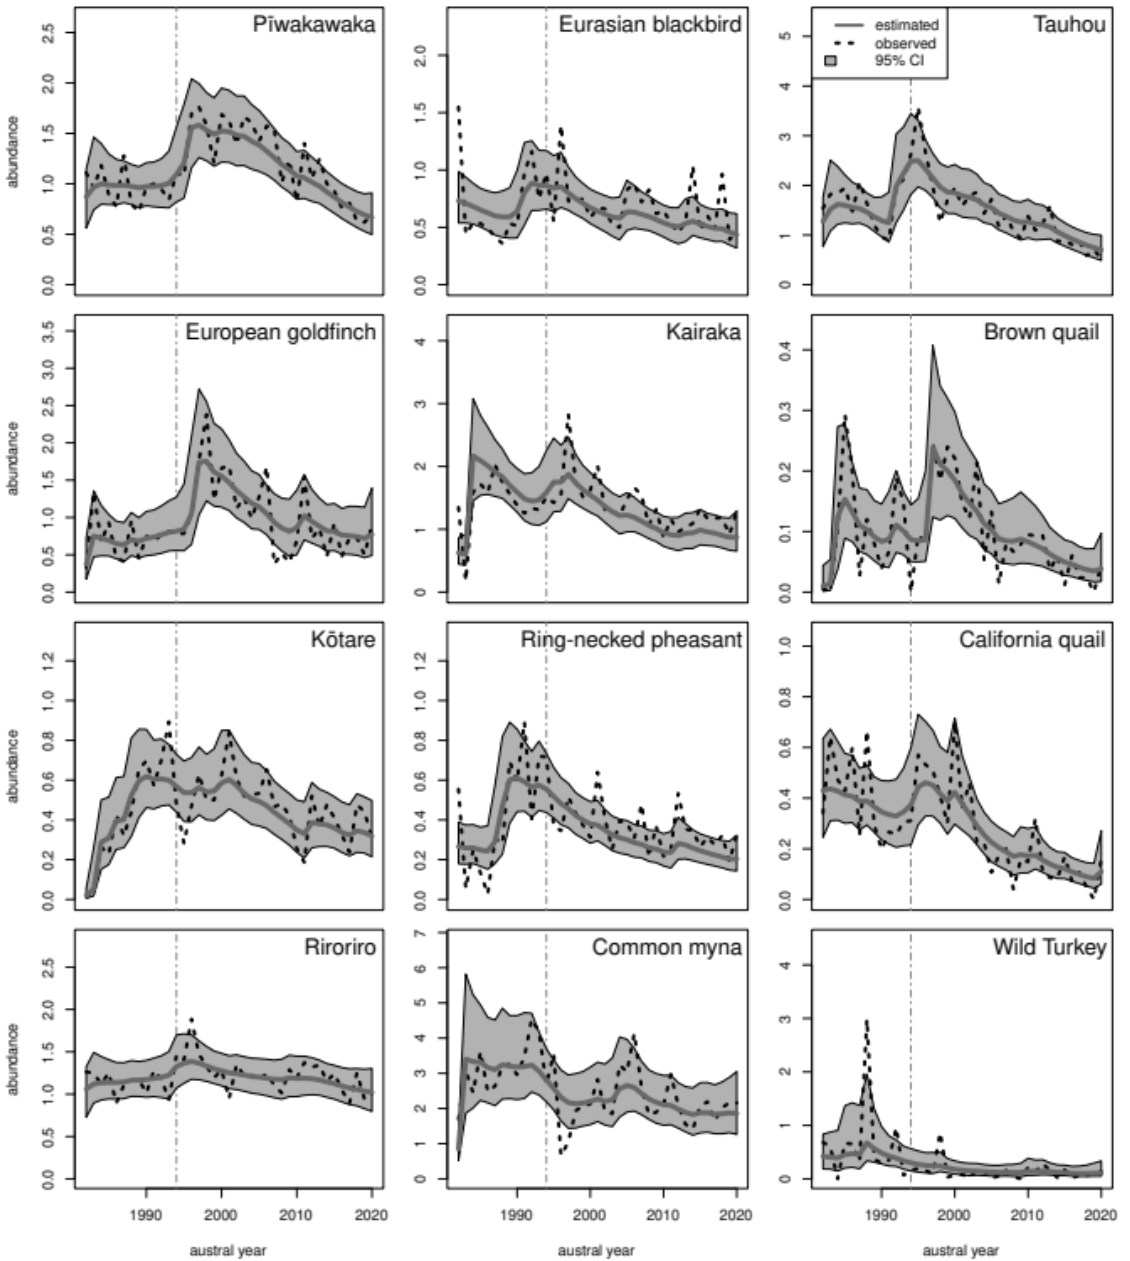 Pīwakawaka
Eurasian blackbird
Tauhou
estimated
observed
95% CI
abundance
0.0 0.5 1.0 1.5 2.0 2.5
0.0 0.5 1.0 1.5 2.0
0 1 2 3 4 5
European goldfinch
Kairaka
Brown quail
abundance
0.0 0.5 1.0 1.5 2.0 2.5 3.0 3.5
0 1 2 3 4
0.0 0.1 0.2 0.3 0.4
Kōtare
Ring-necked pheasant
California quail
abundance
0.0 0.2 0.4 0.6 0.8 1.0 1.2
0.0 0.2 0.4 0.6 0.8 1.0 1.2
0.0 0.2 0.4 0.6 0.8 1.0
Riroriro
Common myna
Wild Turkey
abundance
0.0 0.5 1.0 1.5 2.0 2.5
0 1 2 3 4 5 6 7
0 1 2 3 4
1990 2000 2010 2020
1990 2000 2010 2020
1990 2000 2010 2020
austral year
austral year
austral year